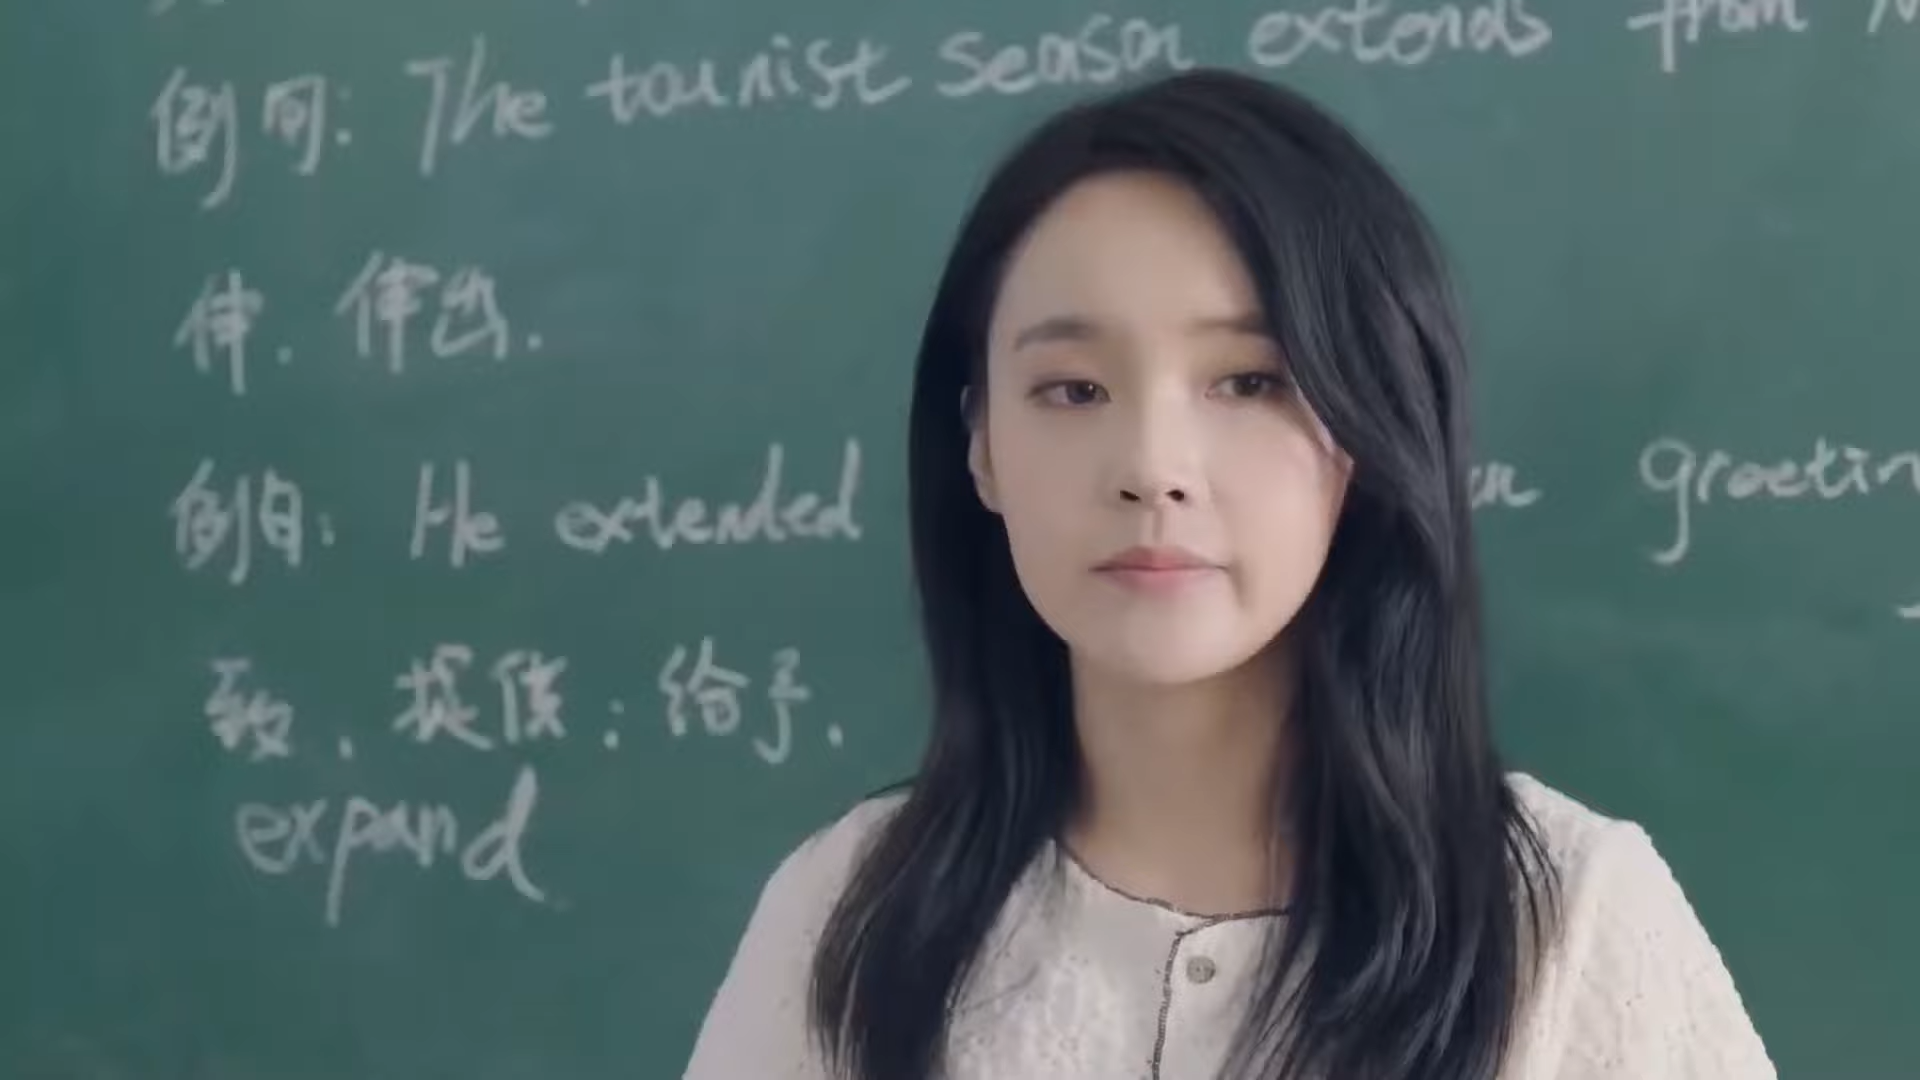 例句: The tourist season extends from
伸. 伸出.
例句: He extended greetin
致. 提供; 给予.
expand